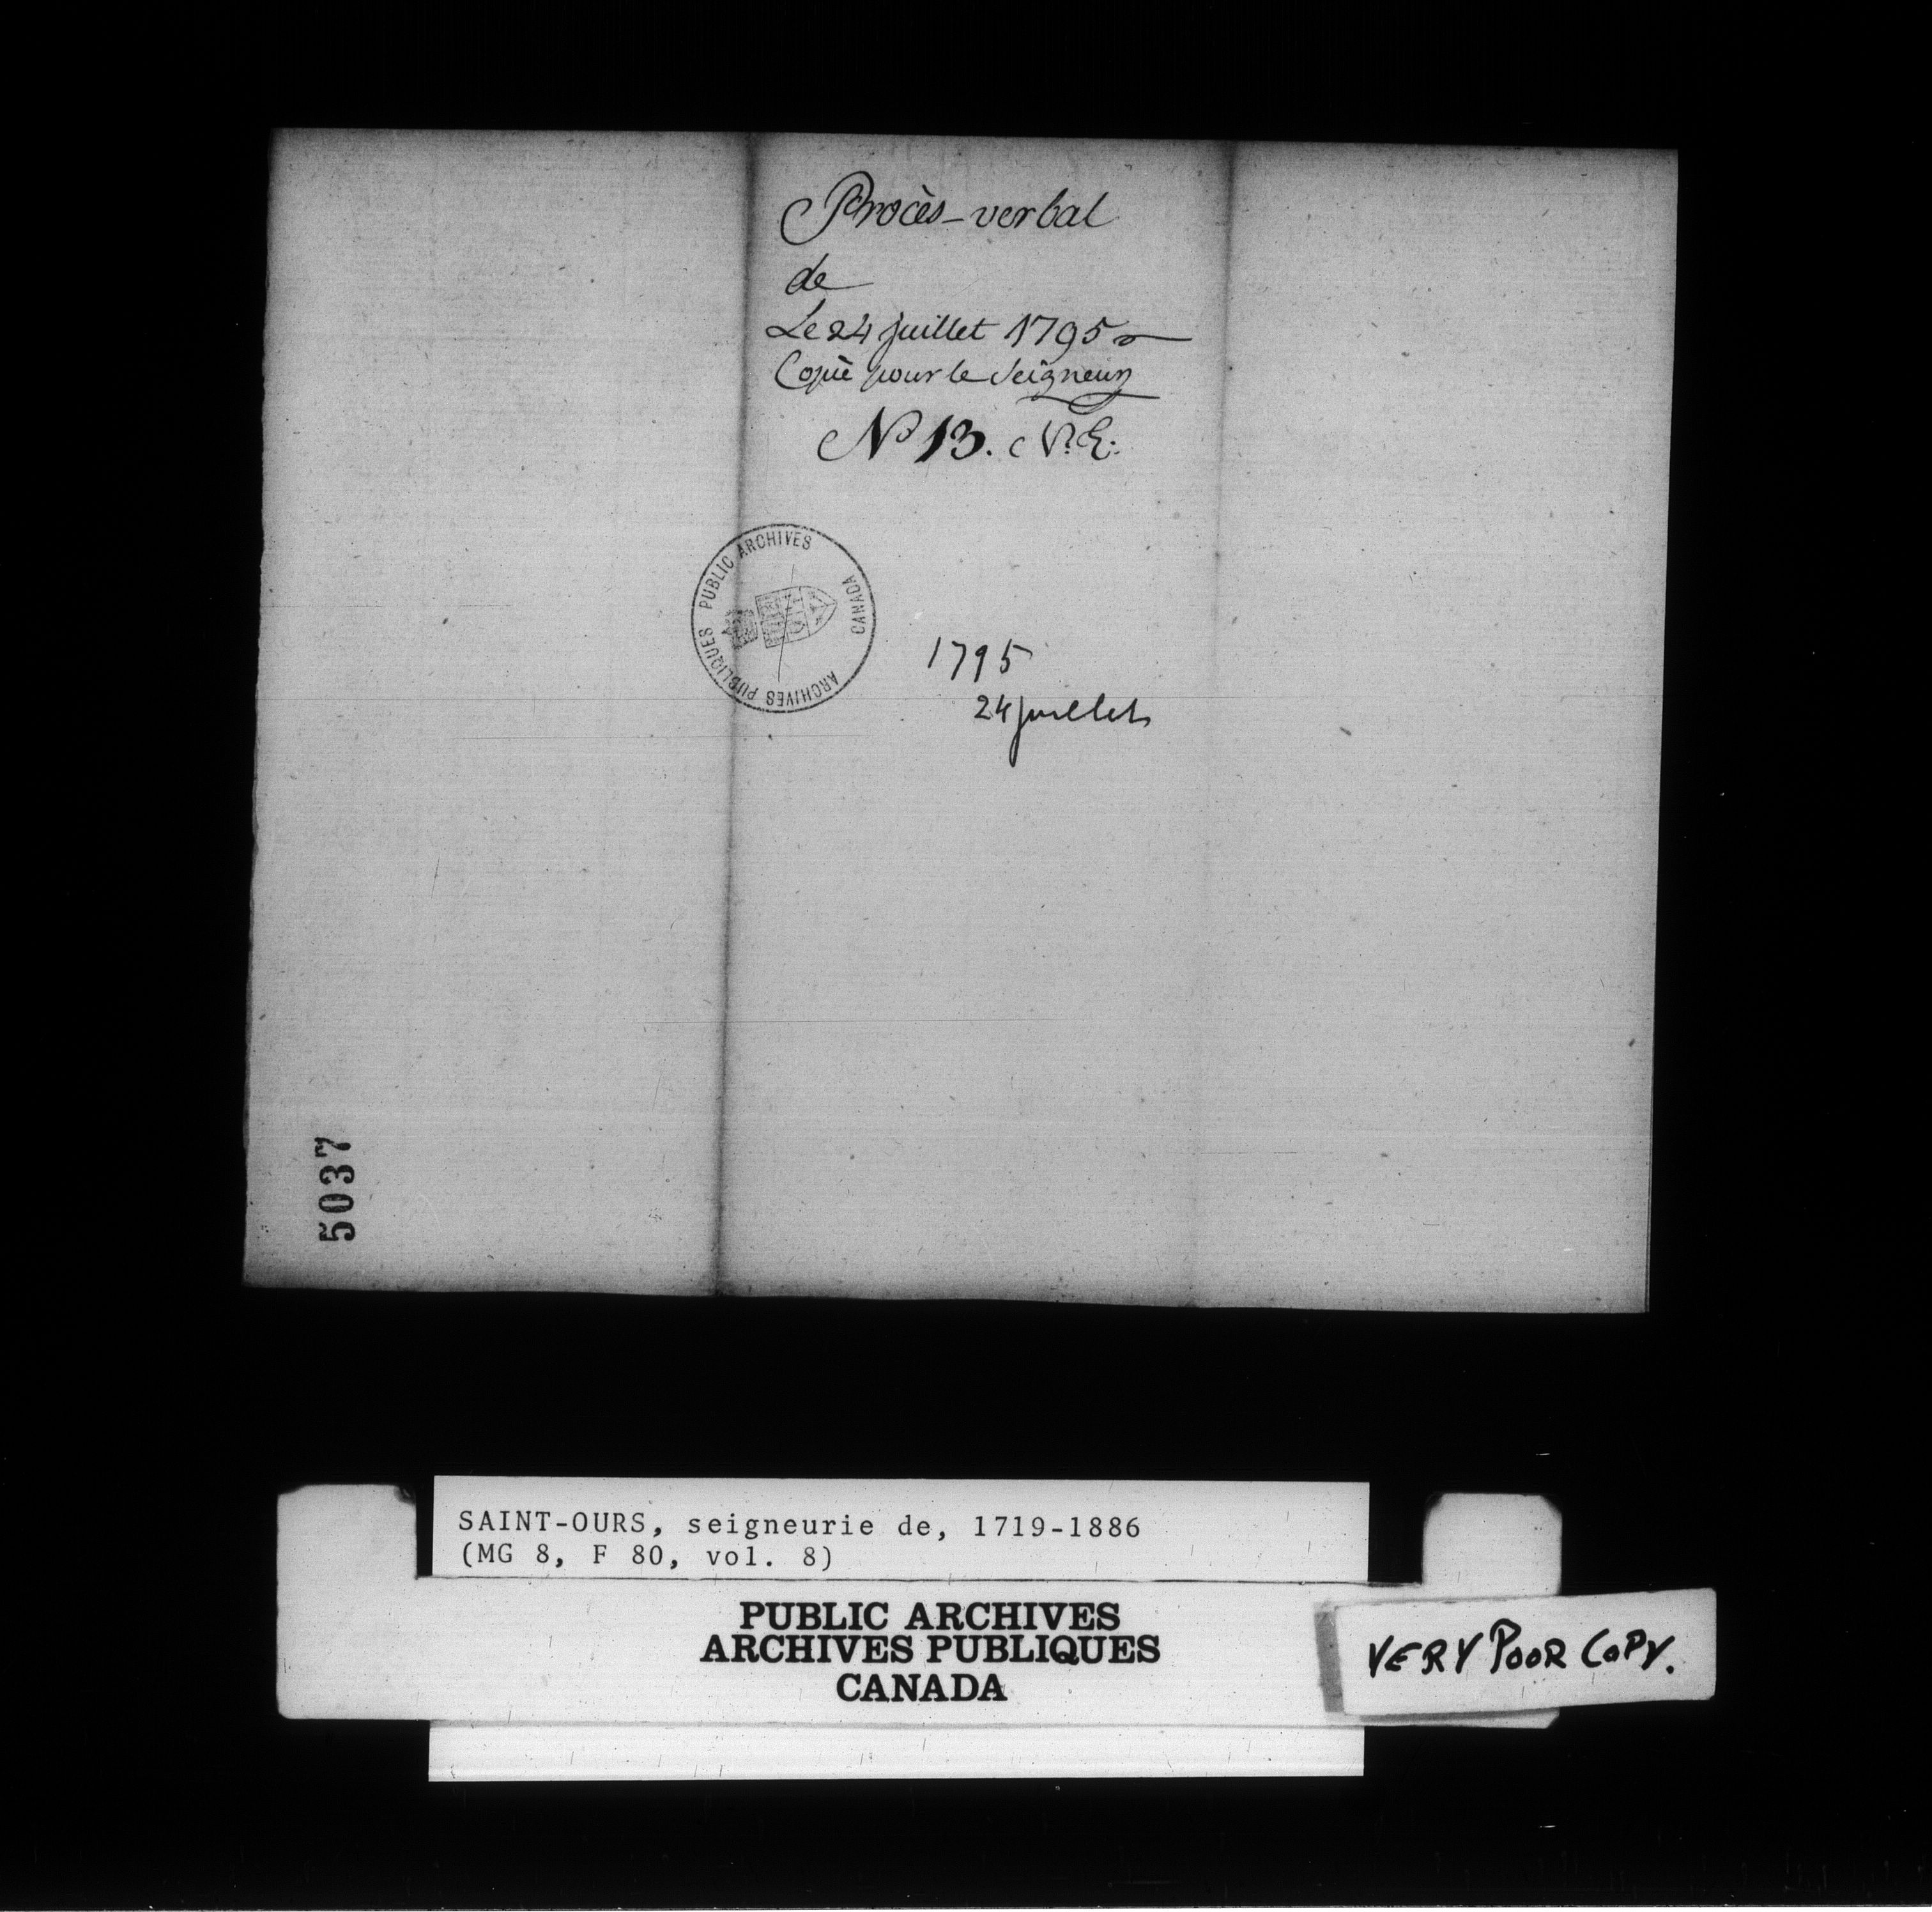 Procès-verbal
de
Le 24 juillet 1795
Copie pour le Seigneur
No 13. V. E.
PUBLIC ARCHIVES CANADA
ARCHIVES PUBLIQUES
1795
24 juillet
5037
SAINT-OURS, seigneurie de, 1719-1886
(MG 8, F 80, vol. 8)
PUBLIC ARCHIVES
ARCHIVES PUBLIQUES
CANADA
VERY POOR COPY.